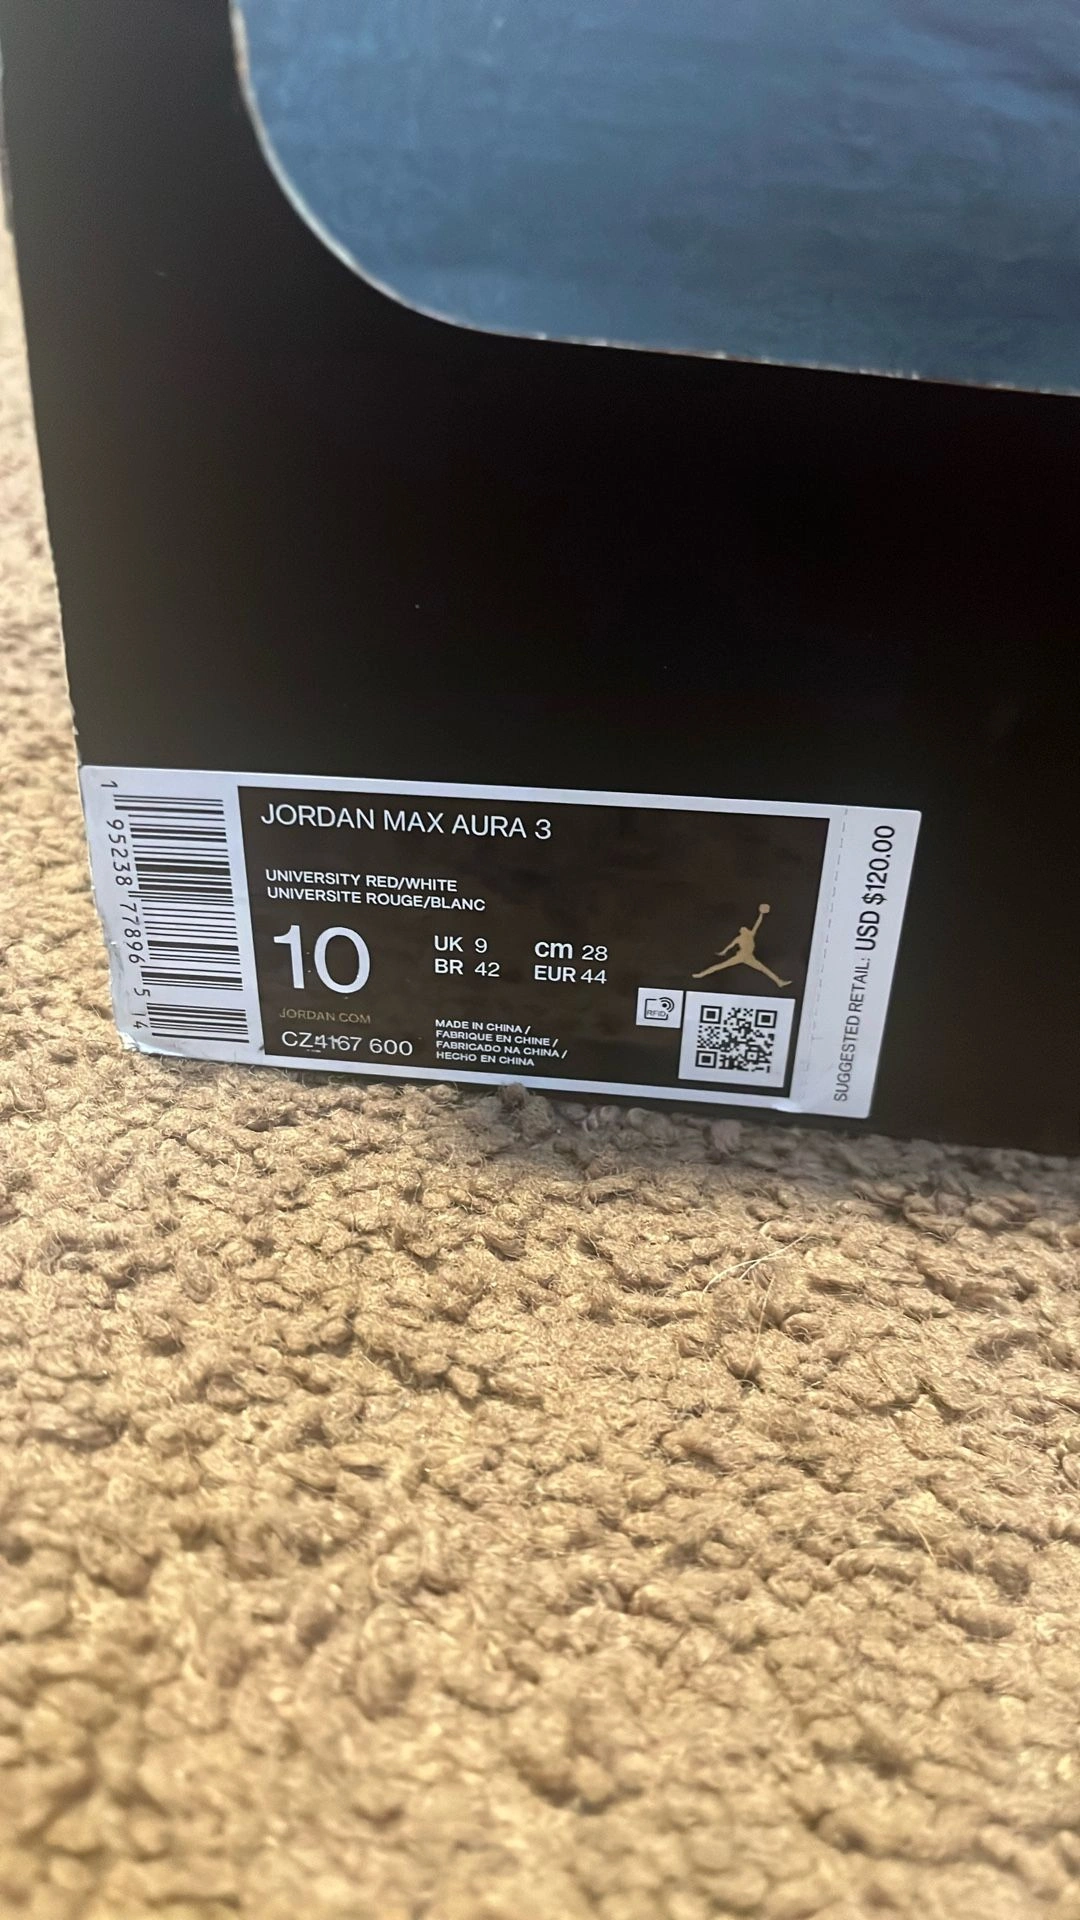 JORDAN MAX AURA 3
UNIVERSITY RED/WHITE
UNIVERSITE ROUGE/BLANC
10
UK 9 cm 28
BR 42 EUR 44
JORDAN.COM
CZ4167 600
MADE IN CHINA /
FABRIQUE EN CHINE /
FABRICADO NA CHINA /
HECHO EN CHINA
RFID
SUGGESTED RETAIL: USD $120.00
1 95238 77896 5 14